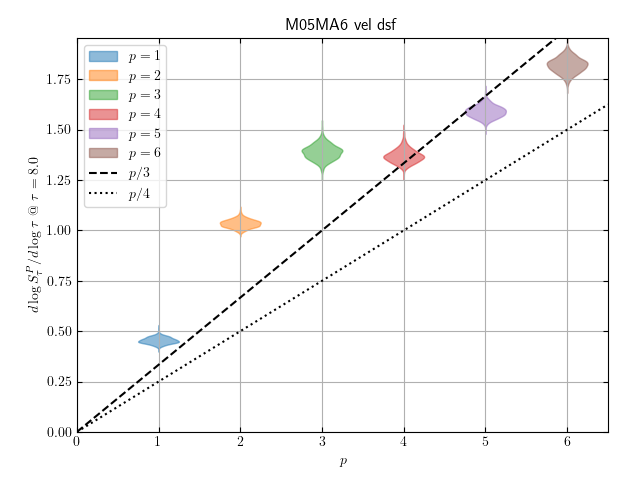 M05MA6 vel dsf
p = 1
p = 2
p = 3
p = 4
p = 5
p = 6
p/3
p/4
d log S_τ^P / d log τ @ τ = 8.0
1.75
1.50
1.25
1.00
0.75
0.50
0.25
0.00
0 1 2 3 4 5 6
p